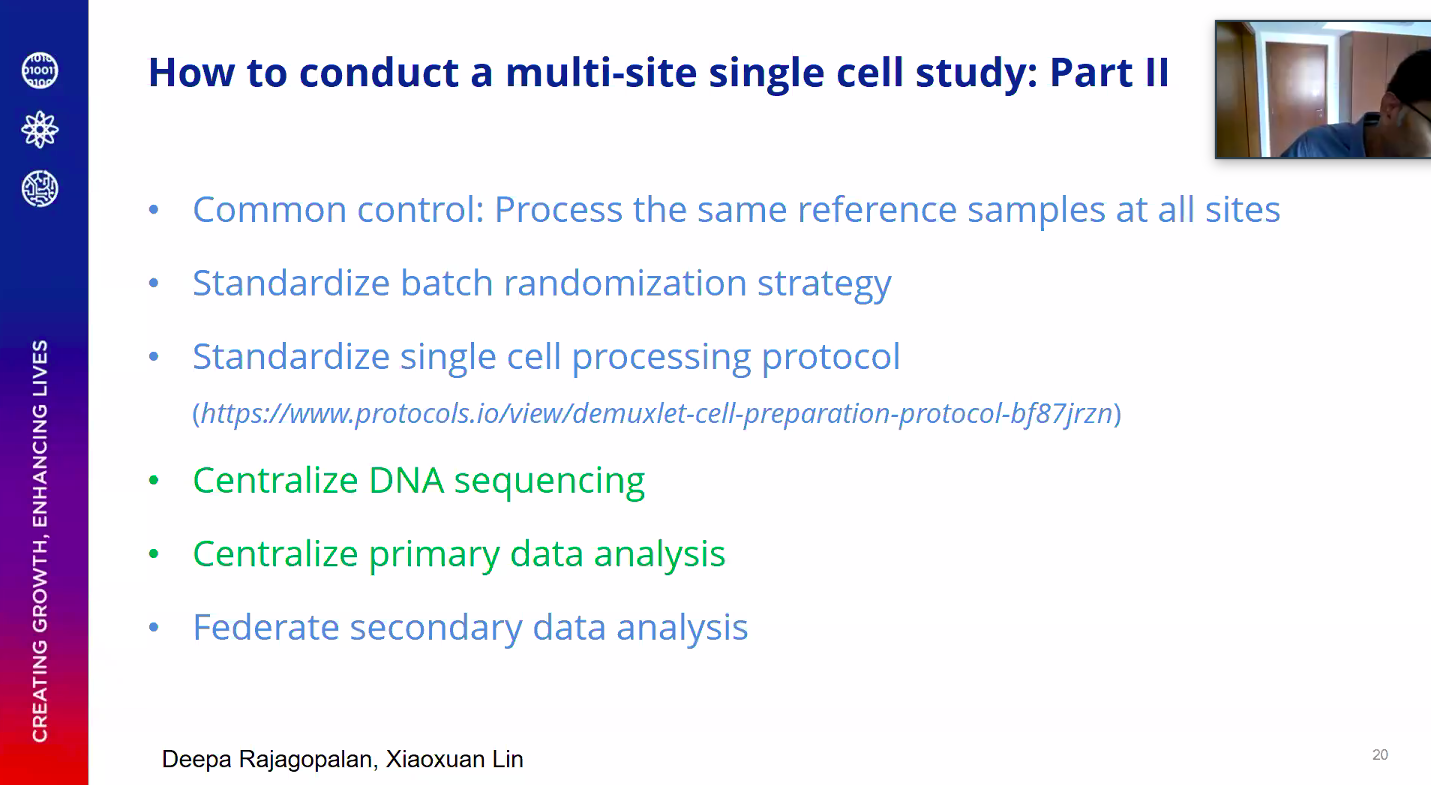 How to conduct a multi-site single cell study: Part II
• Common control: Process the same reference samples at all sites
• Standardize batch randomization strategy
• Standardize single cell processing protocol
(https://www.protocols.io/view/demuxlet-cell-preparation-protocol-bf87jrzn)
• Centralize DNA sequencing
• Centralize primary data analysis
• Federate secondary data analysis
Deepa Rajagopalan, Xiaoxuan Lin
20
CREATING GROWTH, ENHANCING LIVES